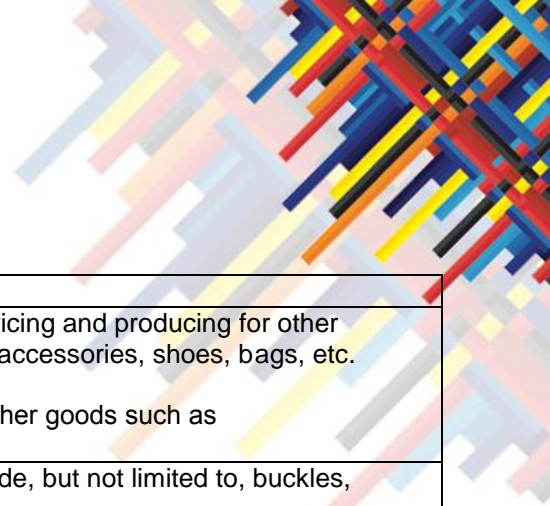 icing and producing for other
accessories, shoes, bags, etc.
her goods such as
de, but not limited to, buckles,